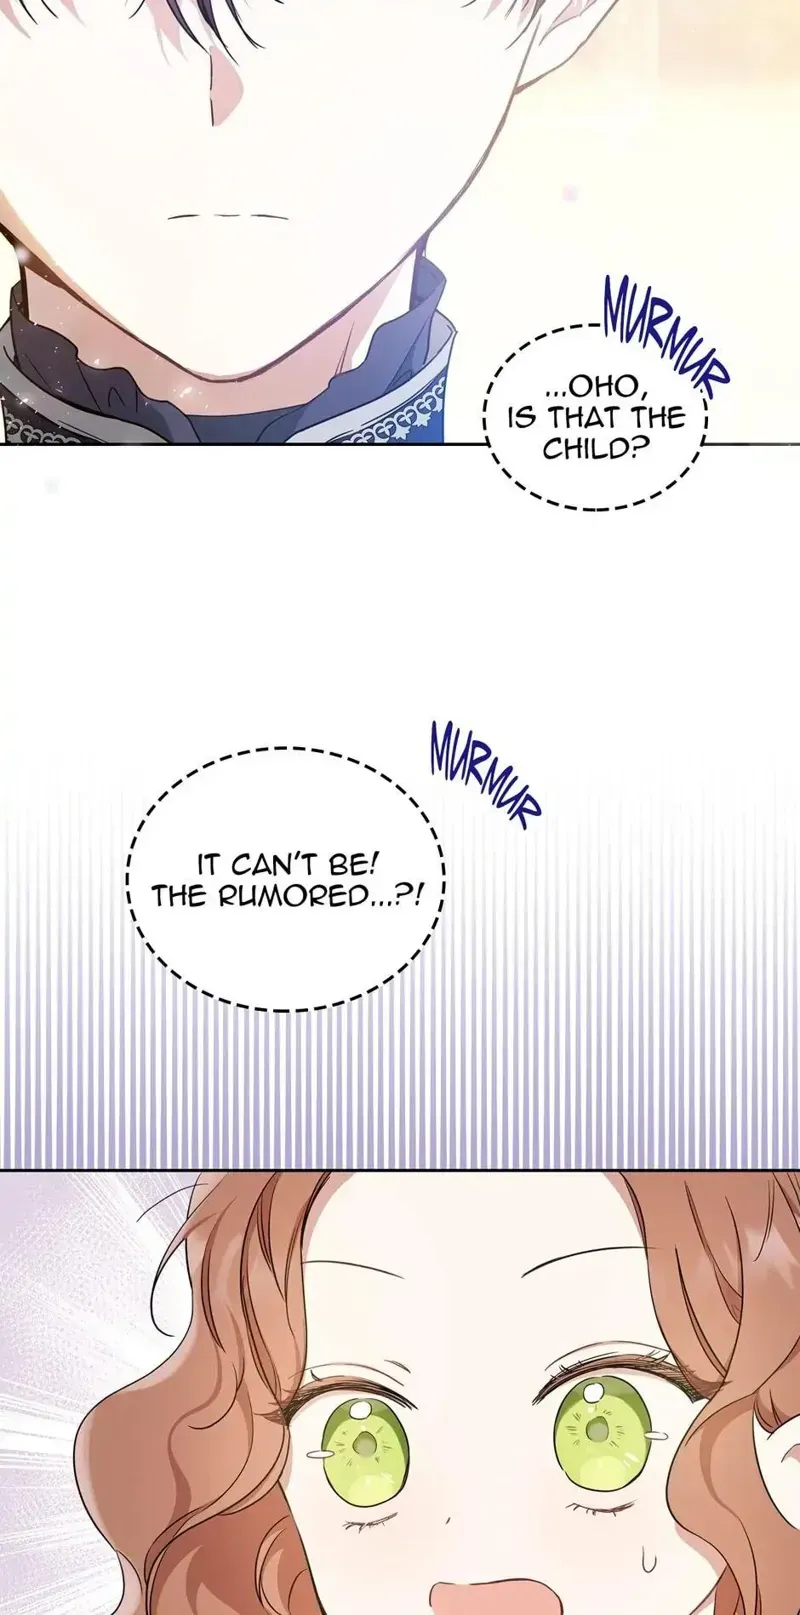 MURMUR
...OHO,
IS THAT THE
CHILD?
MURMUR
IT CAN'T BE!
THE RUMORED...?!